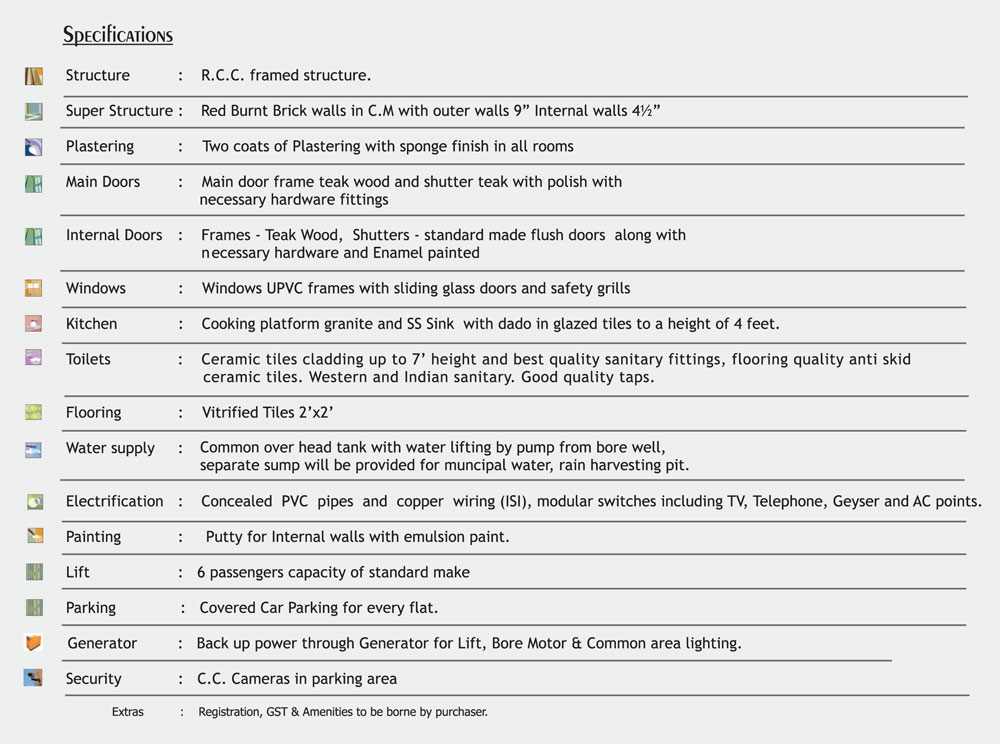 Specifications
Structure : R.C.C. framed structure.
Super Structure : Red Burnt Brick walls in C.M with outer walls 9” Internal walls 4½”
Plastering : Two coats of Plastering with sponge finish in all rooms
Main Doors : Main door frame teak wood and shutter teak with polish with
necessary hardware fittings
Internal Doors : Frames - Teak Wood, Shutters - standard made flush doors along with
necessary hardware and Enamel painted
Windows : Windows UPVC frames with sliding glass doors and safety grills
Kitchen : Cooking platform granite and SS Sink with dado in glazed tiles to a height of 4 feet.
Toilets : Ceramic tiles cladding up to 7’ height and best quality sanitary fittings, flooring quality anti skid
ceramic tiles. Western and Indian sanitary. Good quality taps.
Flooring : Vitrified Tiles 2’x2’
Water supply : Common over head tank with water lifting by pump from bore well,
separate sump will be provided for muncipal water, rain harvesting pit.
Electrification : Concealed PVC pipes and copper wiring (ISI), modular switches including TV, Telephone, Geyser and AC points.
Painting : Putty for Internal walls with emulsion paint.
Lift : 6 passengers capacity of standard make
Parking : Covered Car Parking for every flat.
Generator : Back up power through Generator for Lift, Bore Motor & Common area lighting.
Security : C.C. Cameras in parking area
Extras : Registration, GST & Amenities to be borne by purchaser.